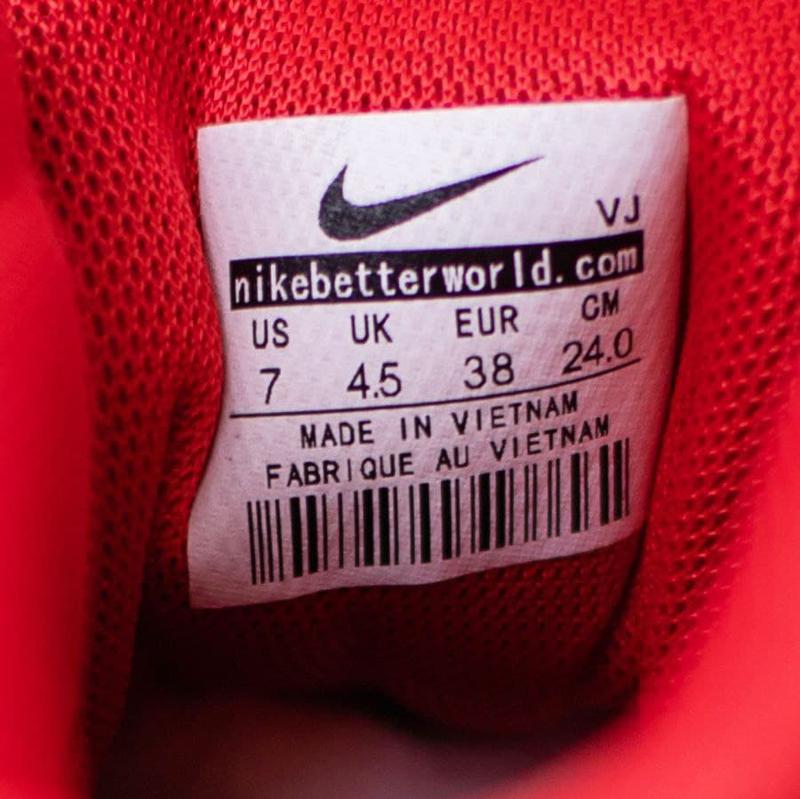 VJ
nikebetterworld.com
US UK EUR CM
7 4.5 38 24.0
MADE IN VIETNAM
FABRIQUE AU VIETNAM